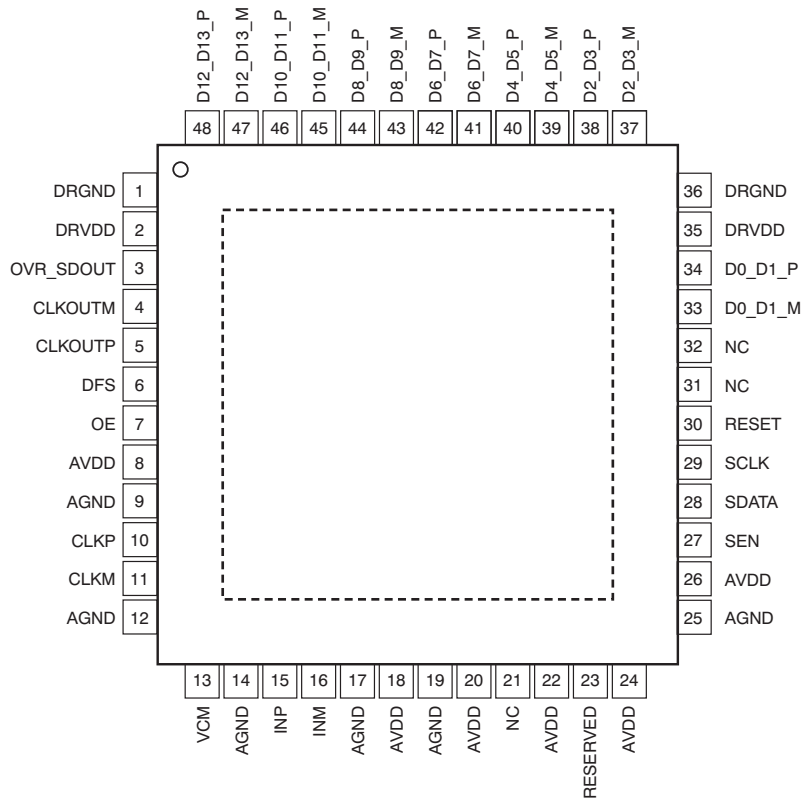 D12_D13_P
D12_D13_M
D10_D11_P
D10_D11_M
D8_D9_P
D8_D9_M
D6_D7_P
D6_D7_M
D4_D5_P
D4_D5_M
D2_D3_P
D2_D3_M
48 47 46 45 44 43 42 41 40 39 38 37
DRGND 1 36 DRGND
DRVDD 2 35 DRVDD
OVR_SDOUT 3 34 D0_D1_P
CLKOUTM 4 33 D0_D1_M
CLKOUTP 5 32 NC
DFS 6 31 NC
OE 7 30 RESET
AVDD 8 29 SCLK
AGND 9 28 SDATA
CLKP 10 27 SEN
CLKM 11 26 AVDD
AGND 12 25 AGND
13 14 15 16 17 18 19 20 21 22 23 24
VCM
AGND
INP
INM
AGND
AVDD
AGND
AVDD
NC
AVDD
RESERVED
AVDD